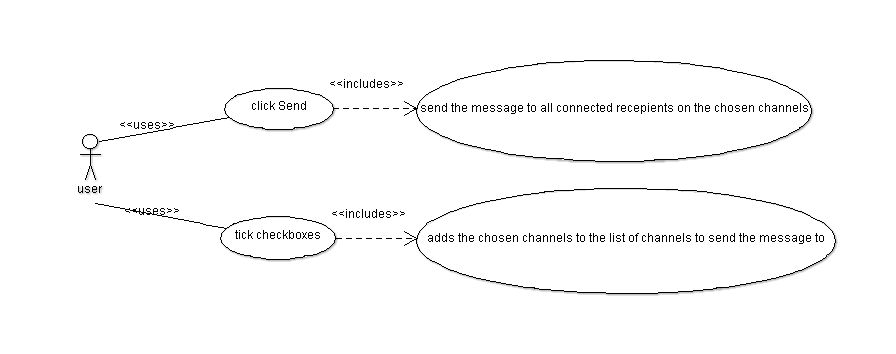 <<includes>>
click Send
send the message to all connected recepients on the chosen channels
<<uses>>
user
<<uses>>
<<includes>>
tick checkboxes
adds the chosen channels to the list of channels to send the message to